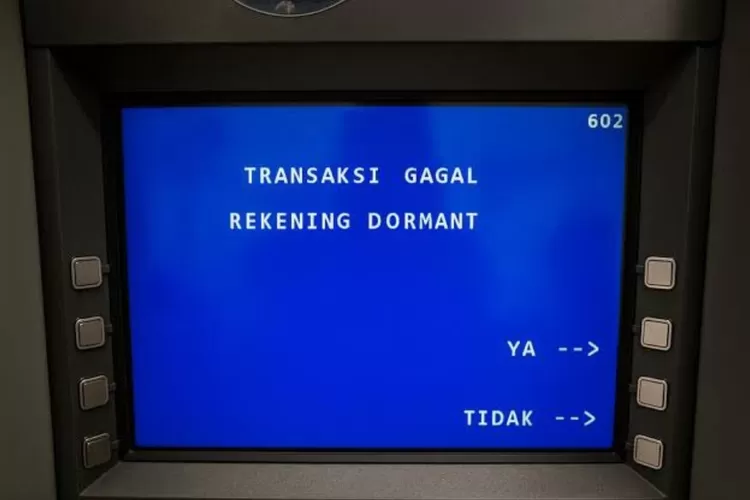 602
TRANSAKSI GAGAL
REKENING DORMANT
YA -->
TIDAK -->